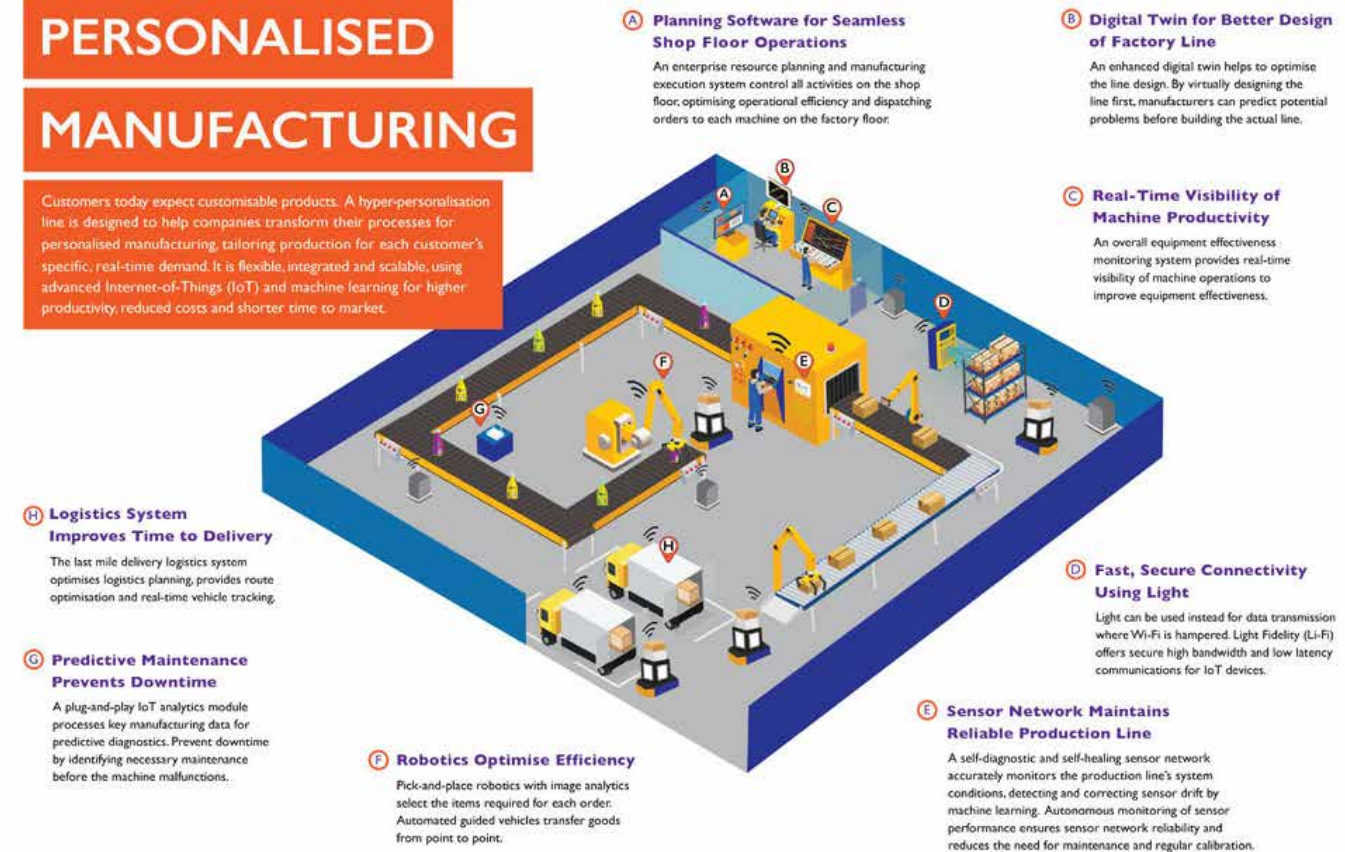 PERSONALISED
MANUFACTURING
Customers today expect customisable products. A hyper-personalisation
line is designed to help companies transform their processes for
personalised manufacturing, tailoring production for each customer's
specific, real-time demand. It is flexible, integrated and scalable, using
advanced Internet-of-Things (IoT) and machine learning for higher
productivity, reduced costs and shorter time to market.
A Planning Software for Seamless
Shop Floor Operations
An enterprise resource planning and manufacturing
execution system control all activities on the shop
floor, optimising operational efficiency and dispatching
orders to each machine on the factory floor.
B Digital Twin for Better Design
of Factory Line
An enhanced digital twin helps to optimise
the line design. By virtually designing the
line first, manufacturers can predict potential
problems before building the actual line.
C Real-Time Visibility of
Machine Productivity
An overall equipment effectiveness
monitoring system provides real-time
visibility of machine operations to
improve equipment effectiveness.
A
B
C
D
E
F
G
H
D Fast, Secure Connectivity
Using Light
Light can be used instead for data transmission
where Wi-Fi is hampered. Light Fidelity (Li-Fi)
offers secure high bandwidth and low latency
communications for IoT devices.
E Sensor Network Maintains
Reliable Production Line
A self-diagnostic and self-healing sensor network
accurately monitors the production line's system
conditions, detecting and correcting sensor drift by
machine learning. Autonomous monitoring of sensor
performance ensures sensor network reliability and
reduces the need for maintenance and regular calibration.
F Robotics Optimise Efficiency
Pick-and-place robotics with image analytics
select the items required for each order.
Automated guided vehicles transfer goods
from point to point.
G Predictive Maintenance
Prevents Downtime
A plug-and-play IoT analytics module
processes key manufacturing data for
predictive diagnostics. Prevent downtime
by identifying necessary maintenance
before the machine malfunctions.
H Logistics System
Improves Time to Delivery
The last mile delivery logistics system
optimises logistics planning, provides route
optimisation and real-time vehicle tracking.